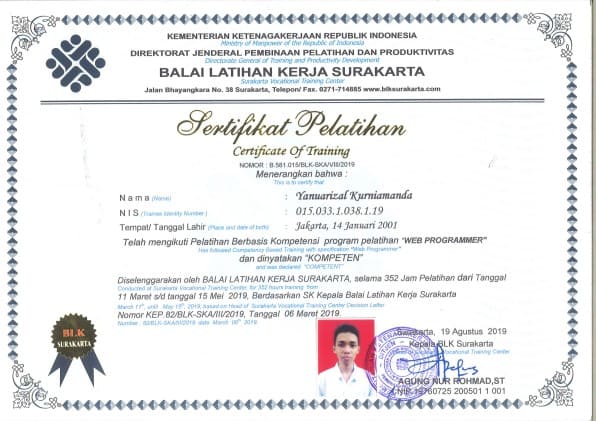 KEMENTERIAN KETENAGAKERJAAN REPUBLIK INDONESIA
Ministry of Manpower of the Republic of Indonesia
DIREKTORAT JENDERAL PEMBINAAN PELATIHAN DAN PRODUKTIVITAS
Directorate General of Training and Productivity Development
BALAI LATIHAN KERJA SURAKARTA
Surakarta Vocational Training Center
Jalan Bhayangkara No. 38 Surakarta, Telepon/ Fax. 0271-714885 www.blksurakarta.com
Sertifikat Pelatihan
Certificate Of Training
NOMOR : B.581.015/BLK-SKA/VIII/2019
Menerangkan bahwa :
This is to certify that
Nama (Name) : Yanuarizal Kurniamanda
NIS (Trainee Identity Number) : 015.033.1.038.1.19
Tempat/ Tanggal Lahir (Place and date of birth) : Jakarta, 14 Januari 2001
Telah mengikuti Pelatihan Berbasis Kompetensi program pelatihan "WEB PROGRAMMER"
Has followed Competency Based Training with specification "Web Programmer"
dan dinyatakan "KOMPETEN"
and was declared "COMPETENT"
Diselenggarakan oleh BALAI LATIHAN KERJA SURAKARTA, selama 352 Jam Pelatihan dari Tanggal
Conducted at Surakarta Vocational Training Center, for 352 hours training from
11 Maret s/d tanggal 15 Mei 2019, Berdasarkan SK Kepala Balai Latihan Kerja Surakarta
March 11th, until May 15th, 2019, based on Head of Surakarta Vocational Training Center Decision Letter
Nomor KEP.82/BLK-SKA/III/2019, Tanggal 06 Maret 2019.
Number : 82/BLK-SKA/III/2019 date March 06th, 2019.
BLK
SURAKARTA
Surakarta, 19 Agustus 2019
Kepala BLK Surakarta
Head of Surakarta Vocational Training Center
AGUNG NUR ROHMAD,ST
NIP.19760725 200501 1 001